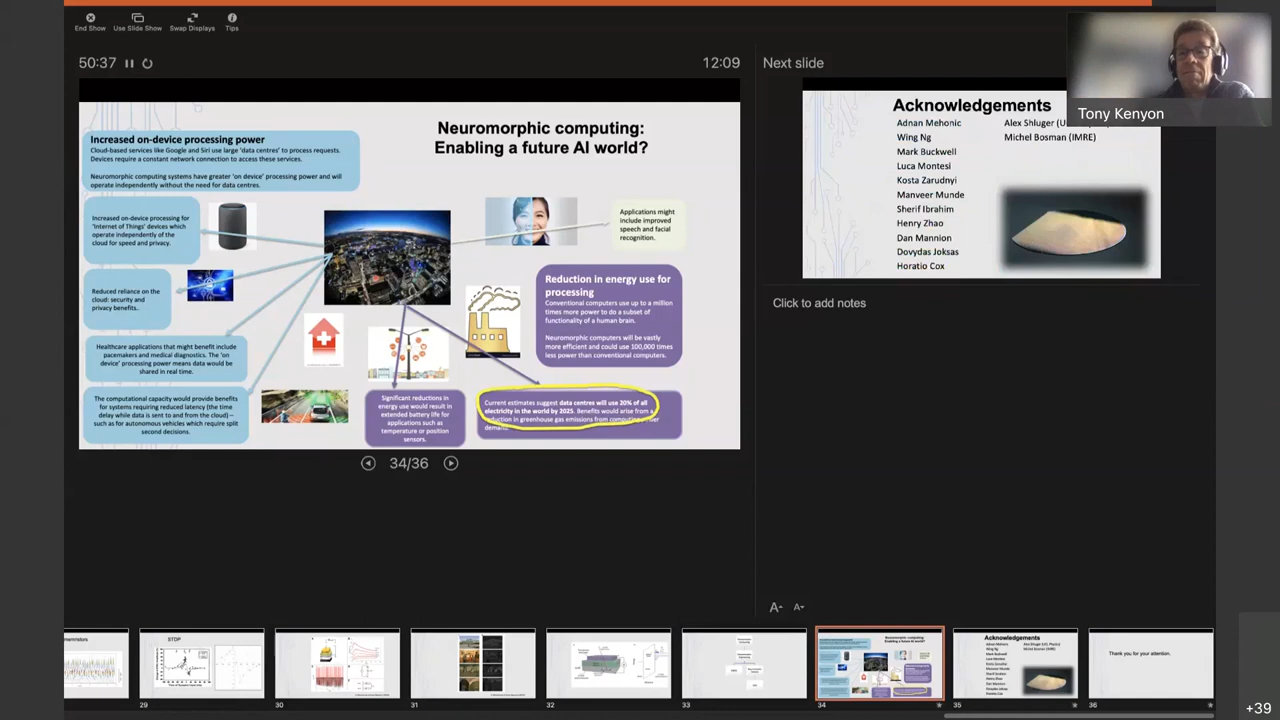 End Show
Use Slide Show
Swap Displays
Tips
50:37
12:09
Next slide
Tony Kenyon
Increased on-device processing power
Cloud-based services like Google and Siri use large 'data centres' to process requests.
Devices require a constant network connection to access these services.
Neuromorphic computing systems have greater 'on device' processing power and will
operate independently without the need for data centres.
Neuromorphic computing:
Enabling a future AI world?
Increased on-device processing for
'Internet of Things' devices which
operate independently of the
cloud for speed and privacy.
Applications might
include improved
speech and facial
recognition.
Reduced reliance on the
cloud: security and
privacy benefits.
Reduction in energy use for
processing
Conventional computers use up to a million
times more power to do a subset of
functionality of a human brain.
Neuromorphic computers will be vastly
more efficient and could use 100,000 times
less power than conventional computers.
Healthcare applications that might benefit include
pacemakers and medical diagnostics. The 'on
device' processing power means data would be
shared in real time.
The computational capacity would provide benefits
for systems requiring reduced latency (the time
delay while data is sent to and from the cloud) –
such as for autonomous vehicles which require split
second decisions.
Significant reductions in
energy use would result in
extended battery life for
applications such as
temperature or position
sensors.
Current estimates suggest data centres will use 20% of all
electricity in the world by 2025. Benefits would arise from a
reduction in greenhouse gas emissions from computing
34/36
Acknowledgements
Adnan Mehonic
Wing Ng
Mark Buckwell
Luca Montesi
Kosta Zarudnyi
Manveer Munde
Sherif Ibrahim
Henry Zhao
Dan Mannion
Dovydas Joksas
Horatio Cox
Alex Shluger
Michel Bosman (IMRE)
Click to add notes
STDP
Acknowledgements
Thank you for your attention.
29
30
31
32
33
34
35
36
+39